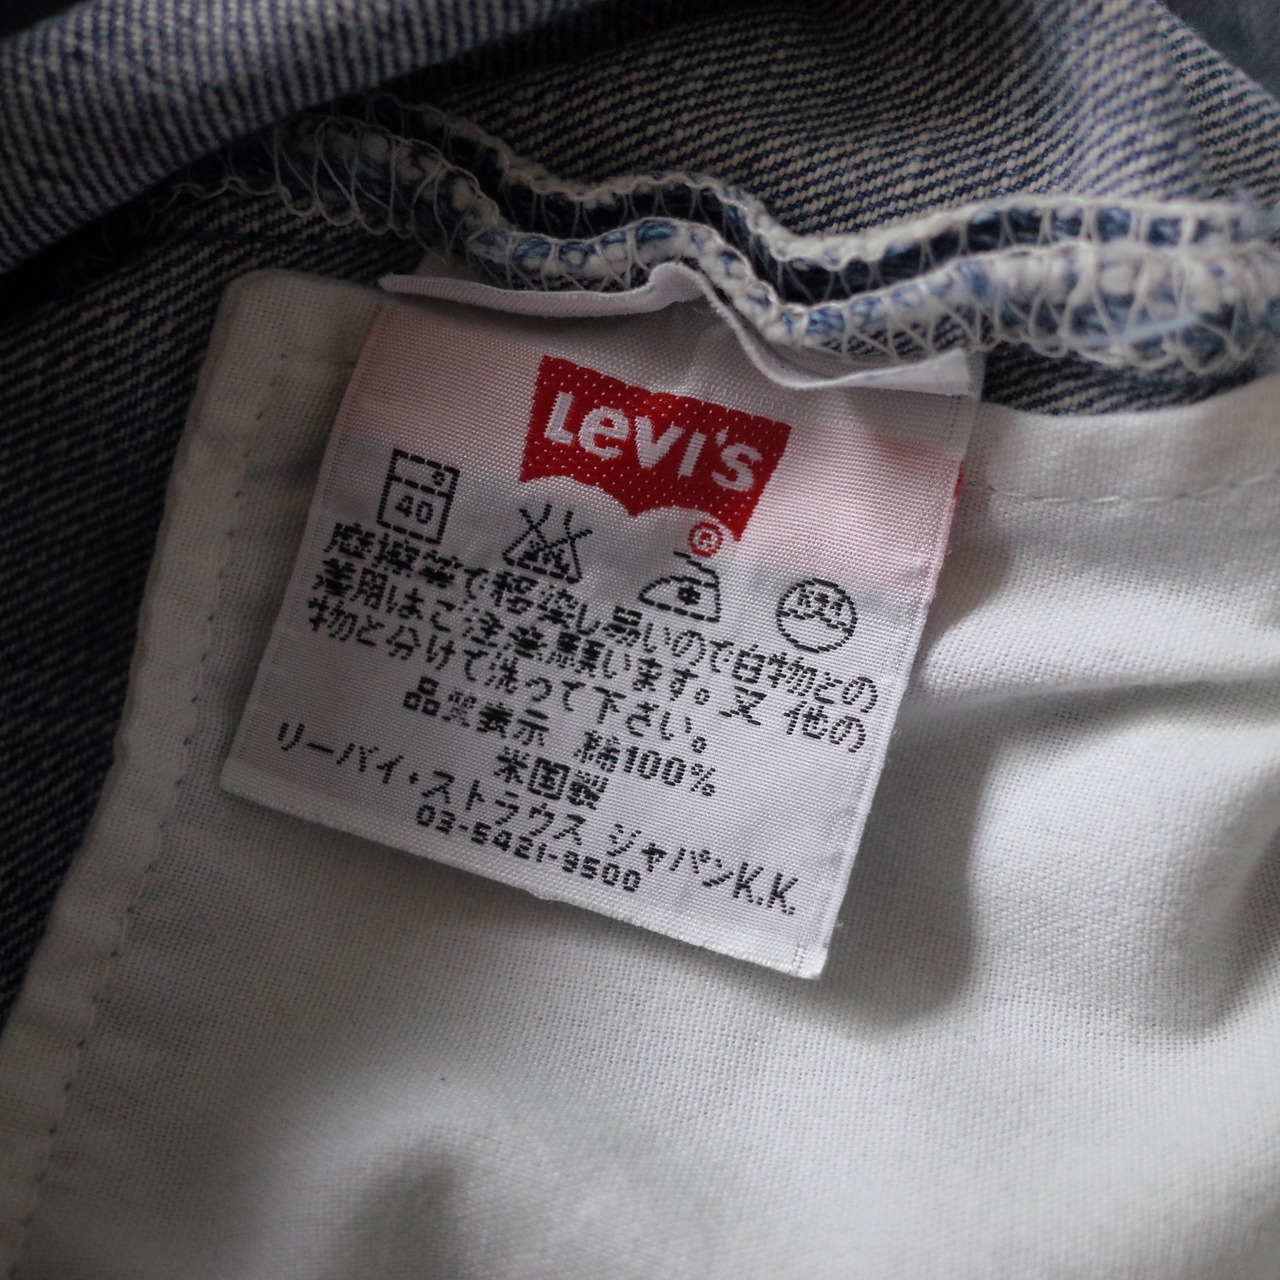 Levi's
®
40
摩擦等で移染し易いので白物との
着用はご注意願います。又 他の
物と分けて洗って下さい。
品質表示 綿100%
米国製
リーバイ・ストラウス ジャパンK.K.
03-5421-9500